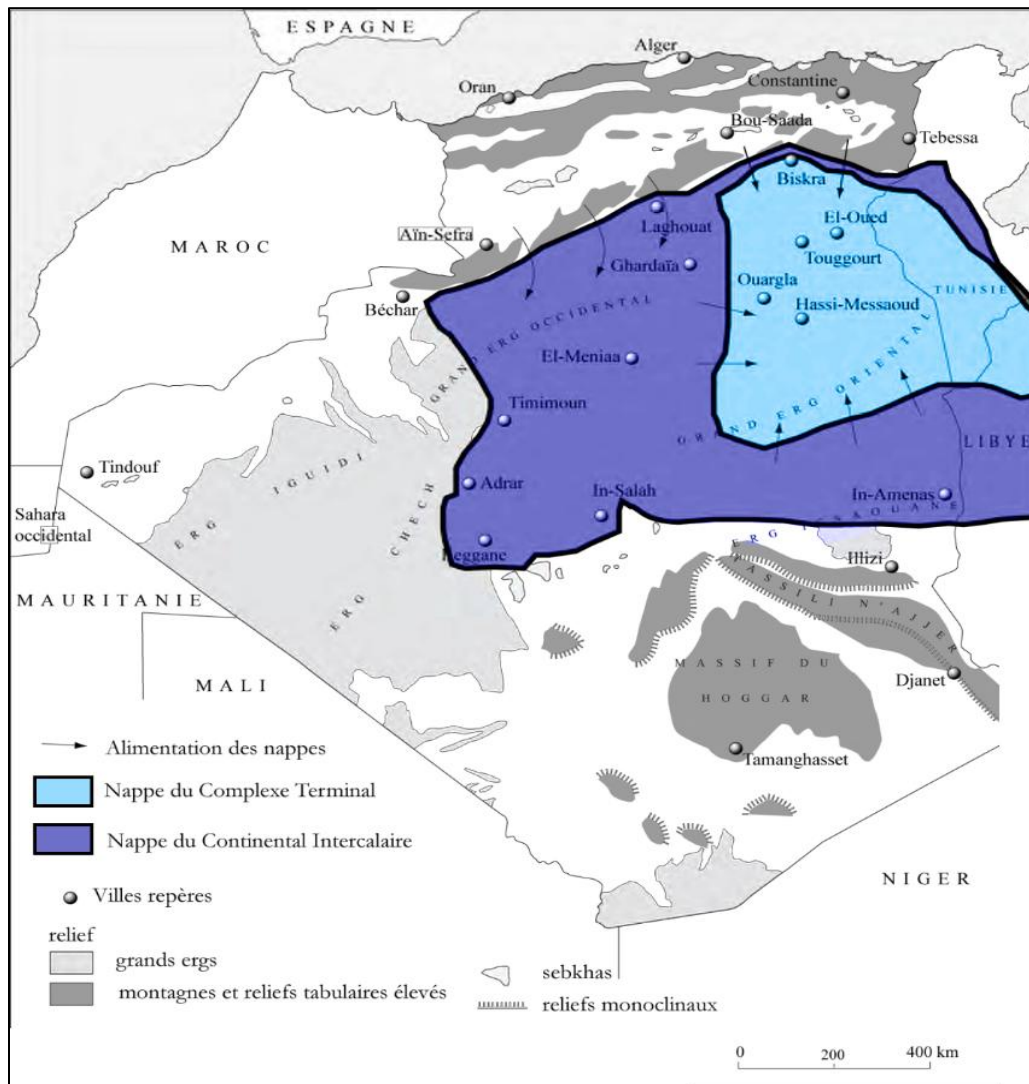 ESPAGNE
Alger
Oran
Constantine
Bou-Saada
Tebessa
Biskra
MAROC
Aïn-Sefra
Laghouat
El-Oued
Touggourt
Ghardaïa
Ouargla
TUNISIE
Béchar
Hassi-Messaoud
GRAND ERG OCCIDENTAL
El-Meniaa
GRAND ERG ORIENTAL
Timimoun
LIBYE
Tindouf
ERG IGUIDI
Adrar
In-Salah
In-Amenas
Sahara
occidental
ERG CHECH
Reggane
ERG ISSAOUANE
Illizi
TASSILI N'AJJER
MAURITANIE
MASSIF DU
HOGGAR
Djanet
MALI
Tamanghasset
NIGER
Alimentation des nappes
Nappe du Complexe Terminal
Nappe du Continental Intercalaire
Villes repères
relief
grands ergs
montagnes et reliefs tabulaires élevés
sebkhas
reliefs monoclinaux
0 200 400 km